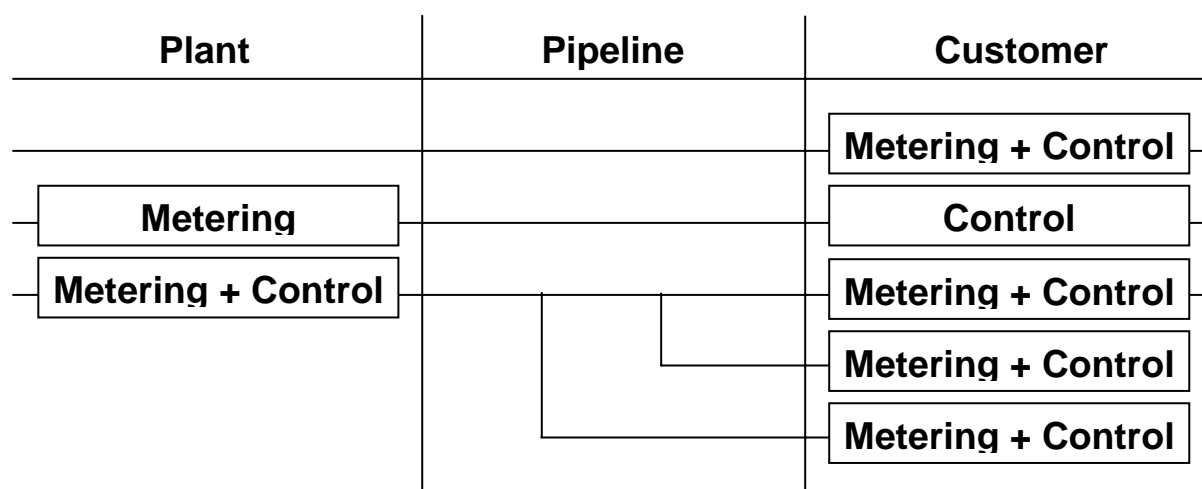 Plant Pipeline Customer
Metering + Control
Metering Control
Metering + Control Metering + Control
Metering + Control
Metering + Control